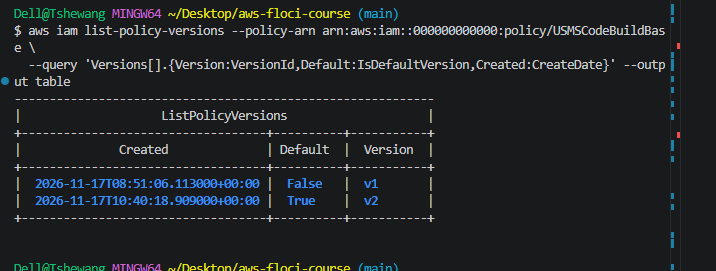 Dell@Tshewang MINGW64 ~/Desktop/aws-floci-course (main)
$ aws iam list-policy-versions --policy-arn arn:aws:iam::000000000000:policy/USMSCodeBuildBas
e \
  --query 'Versions[].{Version:VersionId,Default:IsDefaultVersion,Created:CreateDate}' --outp
ut table
---------------------------------------------------------------
|                     ListPolicyVersions                      |
+-----------------------------------+-----------+-------------+
|              Created              |  Default  |   Version   |
+-----------------------------------+-----------+-------------+
|  2026-11-17T08:51:06.113000+00:00 |   False   |   v1        |
|  2026-11-17T10:40:18.909000+00:00 |   True    |   v2        |
+-----------------------------------+-----------+-------------+
Dell@Tshewang MINGW64 ~/Desktop/aws-floci-course (main)